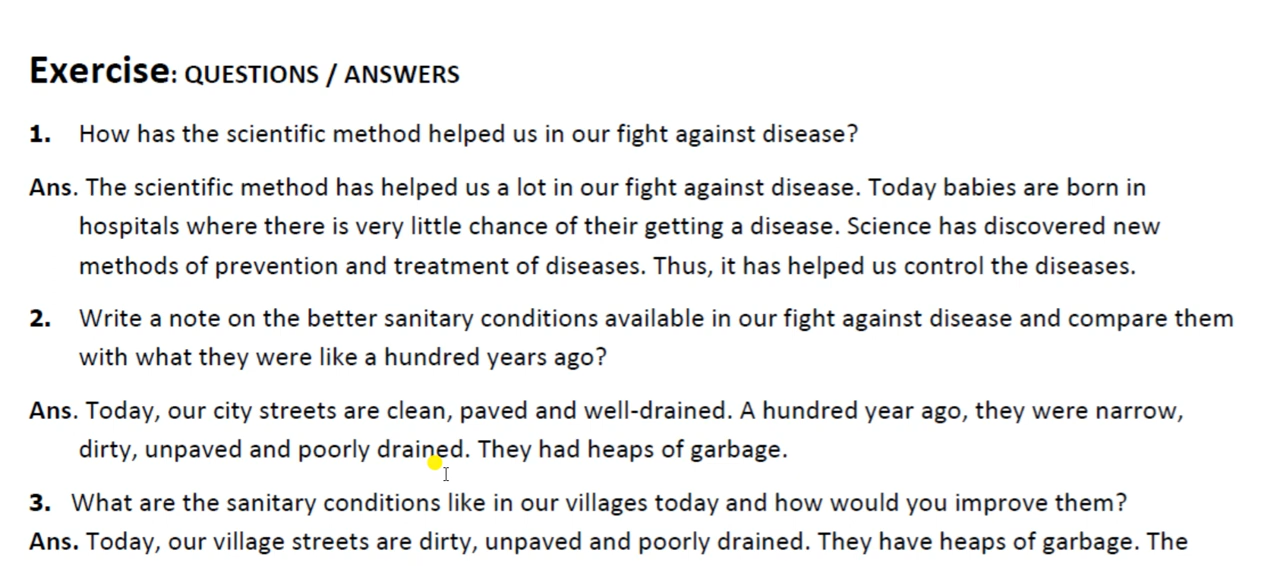 Exercise: QUESTIONS / ANSWERS
1. How has the scientific method helped us in our fight against disease?
Ans. The scientific method has helped us a lot in our fight against disease. Today babies are born in
hospitals where there is very little chance of their getting a disease. Science has discovered new
methods of prevention and treatment of diseases. Thus, it has helped us control the diseases.
2. Write a note on the better sanitary conditions available in our fight against disease and compare them
with what they were like a hundred years ago?
Ans. Today, our city streets are clean, paved and well-drained. A hundred year ago, they were narrow,
dirty, unpaved and poorly drained. They had heaps of garbage.
3. What are the sanitary conditions like in our villages today and how would you improve them?
Ans. Today, our village streets are dirty, unpaved and poorly drained. They have heaps of garbage. The